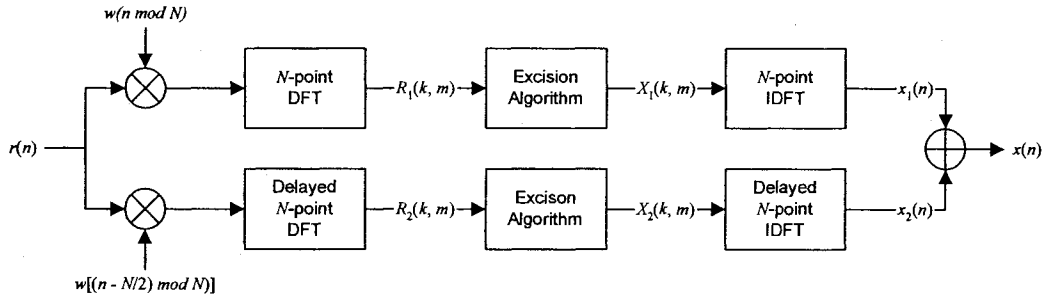 w(n mod N)
N-point
DFT
R₁(k, m)
Excision
Algorithm
X₁(k, m)
N-point
IDFT
x₁(n)
r(n)
x(n)
Delayed
N-point
DFT
R₂(k, m)
Excison
Algorithm
X₂(k, m)
Delayed
N-point
IDFT
x₂(n)
w[(n - N/2) mod N)]